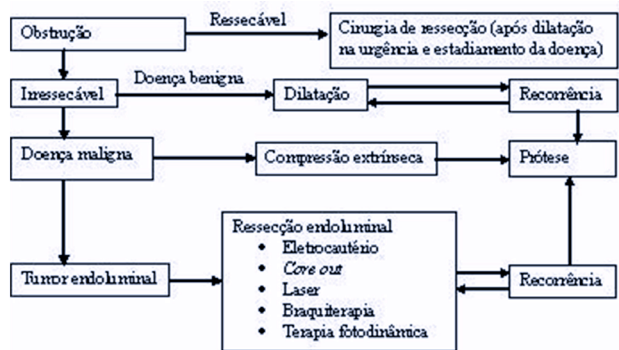 Obstrução
Ressecável
Cirurgia de ressecção (após dilatação
na urgência e estadiamento da doença)
Irressecável
Doença benigna
Dilatação
Recorrência
Doença maligna
Compressão extrínseca
Prótese
Ressecção endoluminal
• Eletrocautério
• Core out
• Laser
• Braquiterapia
• Terapia fotodinâmica
Tumor endoluminal
Recorrência